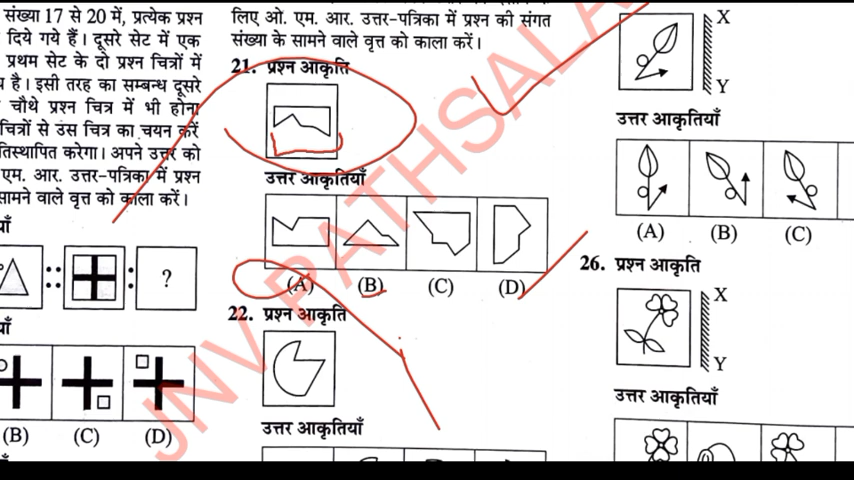 संख्या 17 से 20 में, प्रत्येक प्रश्न
दिये गये हैं। दूसरे सेट में एक
प्रथम सेट के दो प्रश्न चित्रों में
है। इसी तरह का सम्बन्ध दूसरे
चौथे प्रश्न चित्र में भी होना
चित्रों से उस चित्र का चयन करें
तिस्थापित करेगा। अपने उत्तर को
एम. आर. उत्तर-पत्रिका में प्रश्न
सामने वाले वृत्त को काला करें।
?
(B) (C) (D)
लिए ओ. एम. आर. उत्तर-पत्रिका में प्रश्न की संगत
संख्या के सामने वाले वृत्त को काला करें।
21. प्रश्न आकृति
उत्तर आकृतियाँ
(A) (B) (C) (D)
22. प्रश्न आकृति
उत्तर आकृतियाँ
X
Y
उत्तर आकृतियाँ
(A) (B) (C)
26. प्रश्न आकृति
X
Y
उत्तर आकृतियाँ
JNV PATHSALA